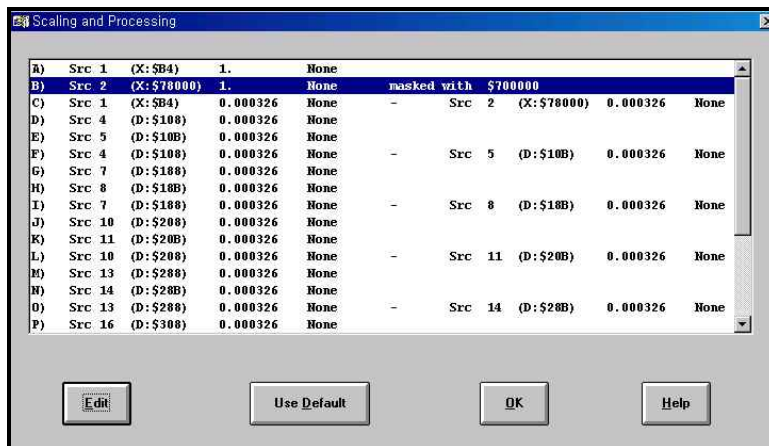 Scaling and Processing
A) Src 1 (X:$B4) 1. None
B) Src 2 (X:$78000) 1. None masked with $700000
C) Src 1 (X:$B4) 0.000326 None - Src 2 (X:$78000) 0.000326 None
D) Src 4 (D:$108) 0.000326 None
E) Src 5 (D:$10B) 0.000326 None
F) Src 4 (D:$108) 0.000326 None - Src 5 (D:$10B) 0.000326 None
G) Src 7 (D:$188) 0.000326 None
H) Src 8 (D:$18B) 0.000326 None
I) Src 7 (D:$188) 0.000326 None - Src 8 (D:$18B) 0.000326 None
J) Src 10 (D:$208) 0.000326 None
K) Src 11 (D:$20B) 0.000326 None
L) Src 10 (D:$208) 0.000326 None - Src 11 (D:$20B) 0.000326 None
M) Src 13 (D:$288) 0.000326 None
N) Src 14 (D:$28B) 0.000326 None
O) Src 13 (D:$288) 0.000326 None - Src 14 (D:$28B) 0.000326 None
P) Src 16 (D:$308) 0.000326 None
Edit Use Default OK Help